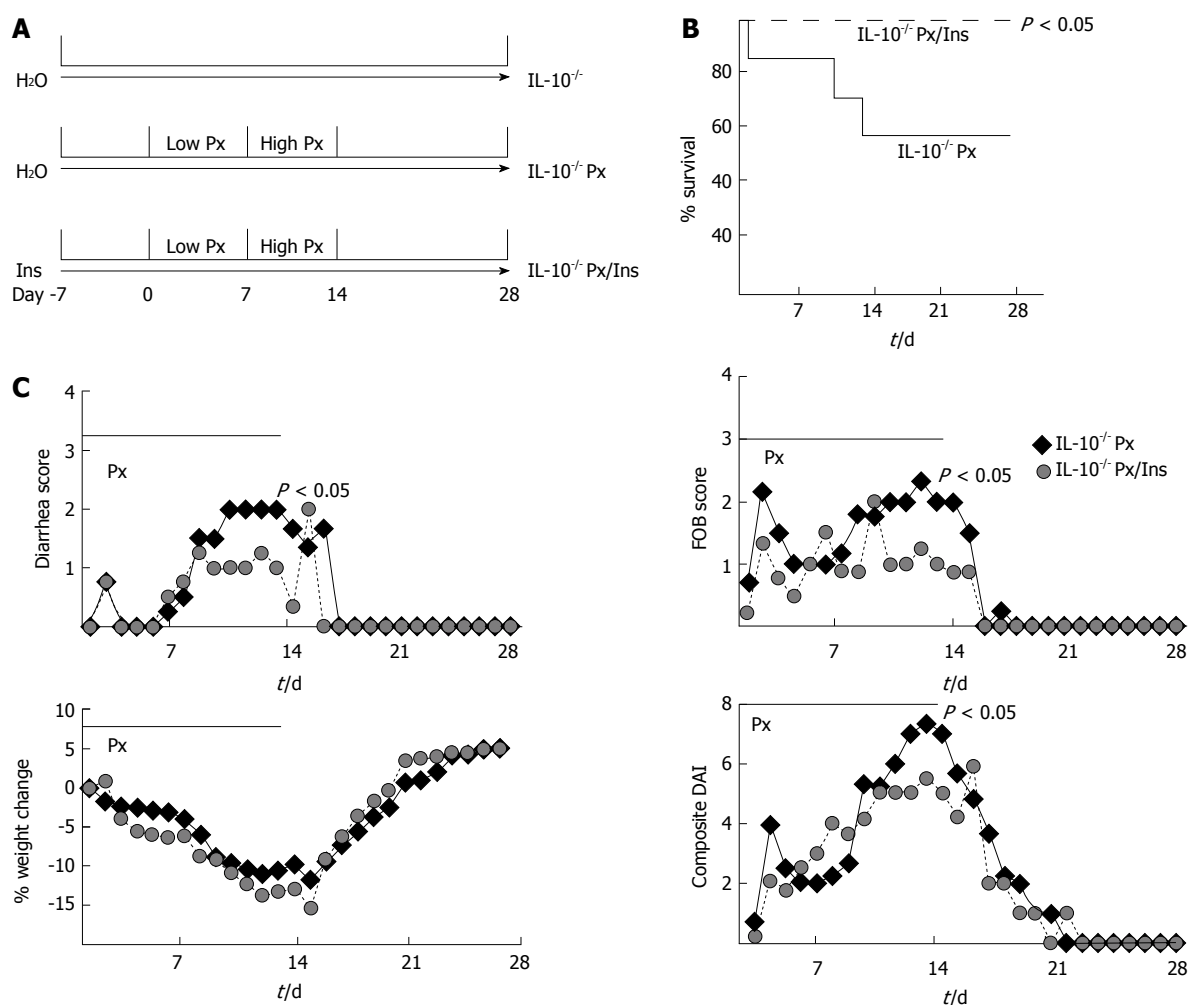 A
H2O
IL-10-/-
Low Px
High Px
H2O
IL-10-/- Px
Low Px
High Px
Ins
IL-10-/- Px/Ins
Day -7 0 7 14 28
B
IL-10-/- Px/Ins
P < 0.05
IL-10-/- Px
% survival
80
60
40
40
7 14 21 28
t/d
C
Diarrhea score
4
3
2
1
Px
P < 0.05
7 14 21 28
t/d
FOB score
4
3
2
1
Px
P < 0.05
IL-10-/- Px
IL-10-/- Px/Ins
7 14 21 28
t/d
% weight change
10
5
0
-5
-10
-15
Px
7 14 21 28
t/d
Composite DAI
8
6
4
2
Px
P < 0.05
7 14 21 28
t/d